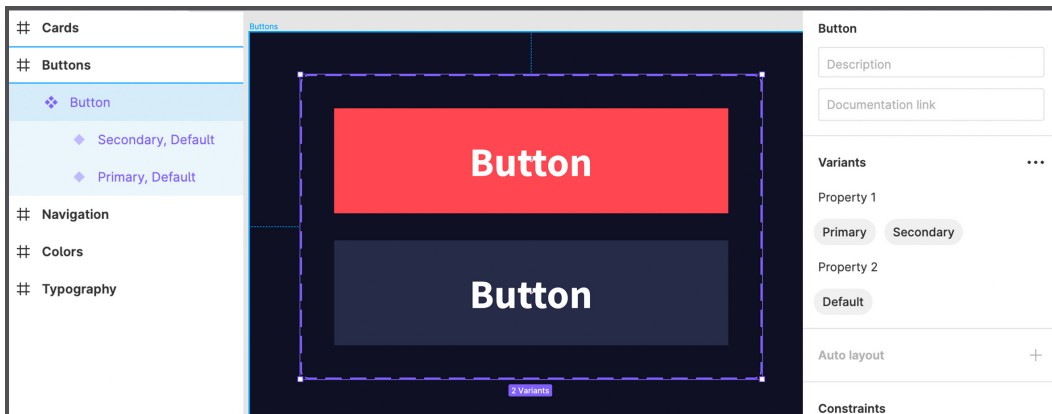 Cards
Buttons
Button
Secondary, Default
Primary, Default
Navigation
Colors
Typography
Buttons
Button
Button
2 Variants
Button
Description
Documentation link
Variants
Property 1
Primary Secondary
Property 2
Default
Auto layout
Constraints